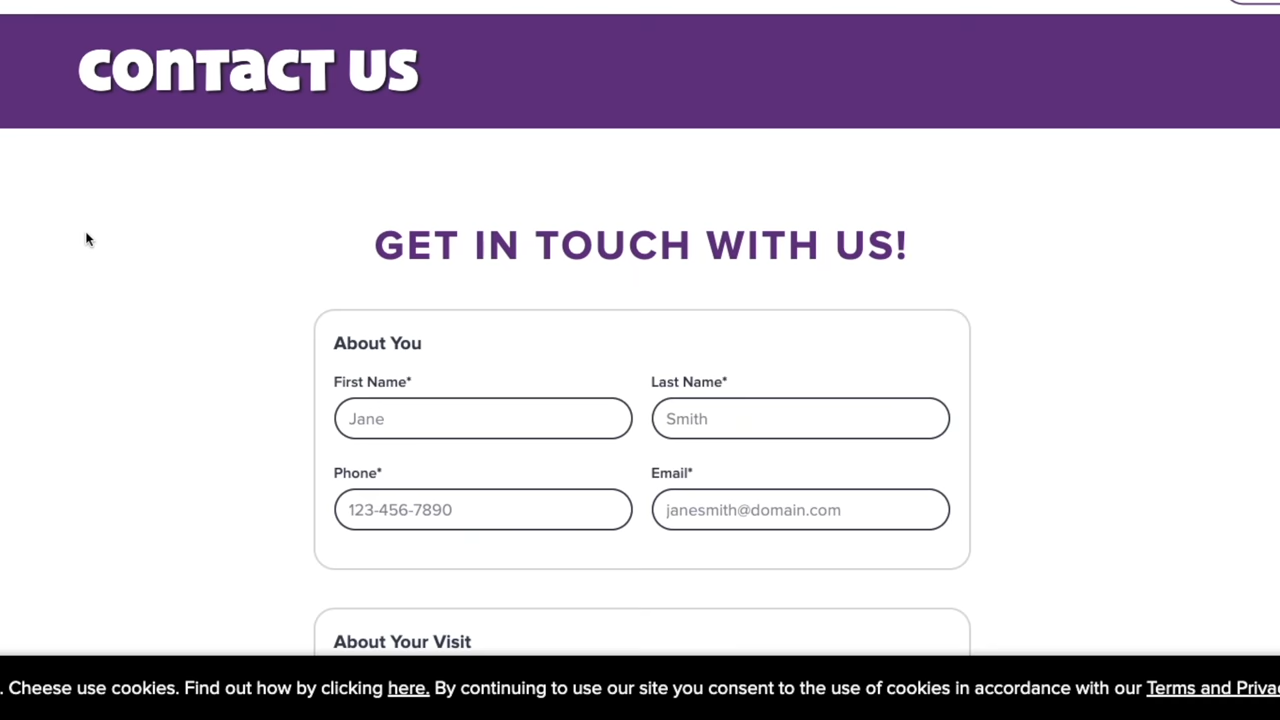 CONTACT US
GET IN TOUCH WITH US!
About You
First Name* Last Name*
Jane Smith
Phone* Email*
123-456-7890 janesmith@domain.com
About Your Visit
. Cheese use cookies. Find out how by clicking here. By continuing to use our site you consent to the use of cookies in accordance with our Terms and Priva